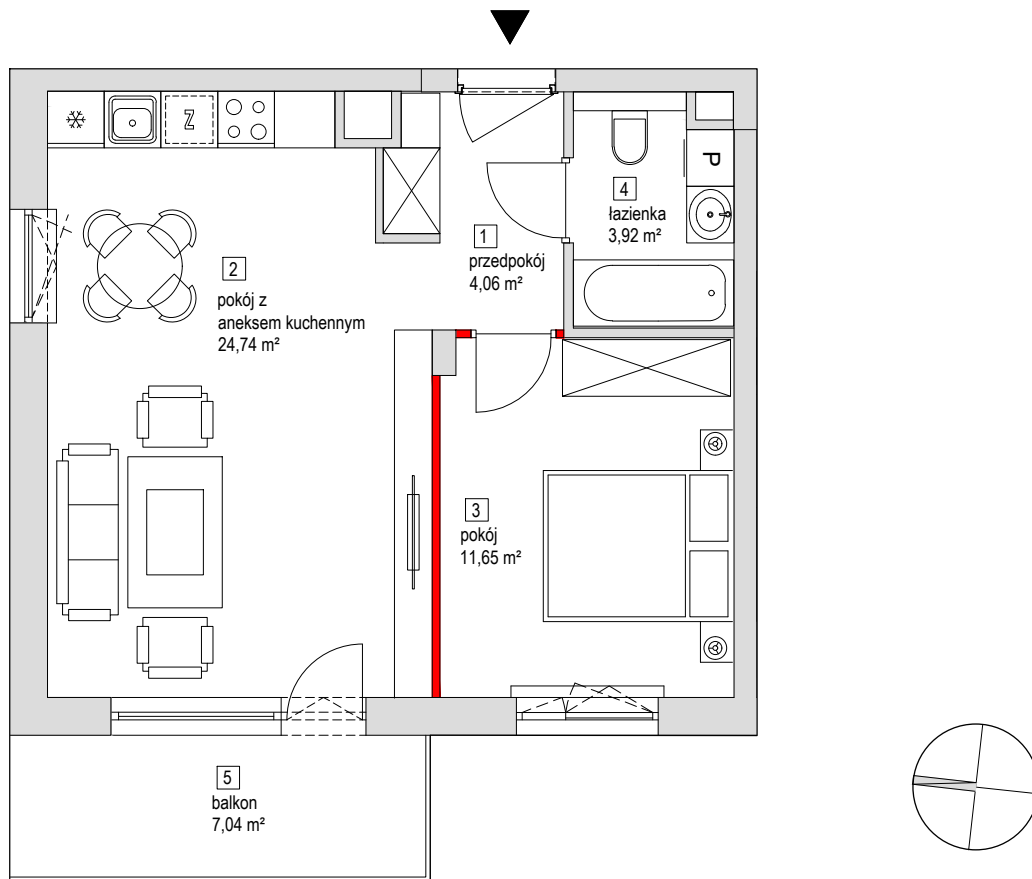 Z
P
4
łazienka
3,92 m²
1
przedpokój
4,06 m²
2
pokój z
aneksem kuchennym
24,74 m²
3
pokój
11,65 m²
5
balkon
7,04 m²